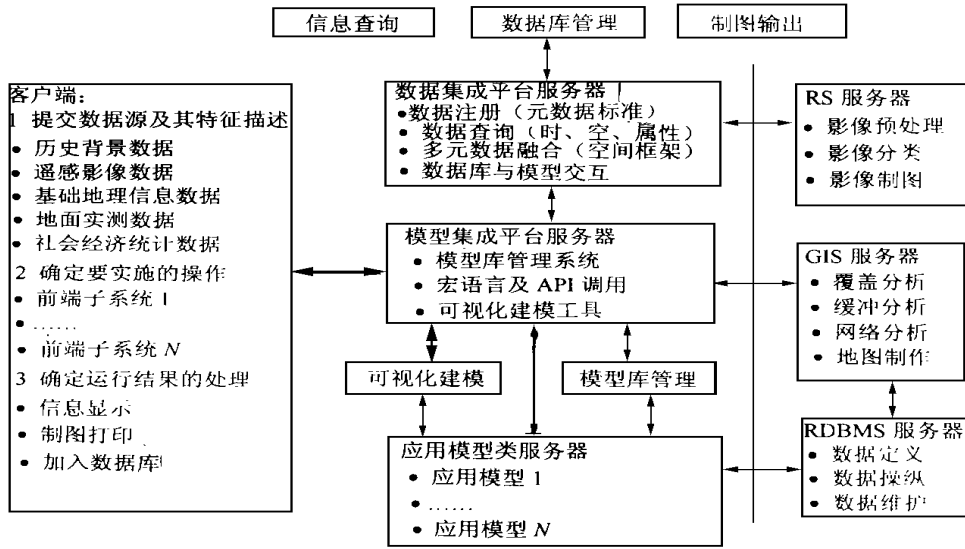 信息查询
数据库管理
制图输出
客户端:
1 提交数据源及其特征描述
• 历史背景数据
• 遥感影像数据
• 基础地理信息数据
• 地面实测数据
• 社会经济统计数据
2 确定要实施的操作
• 前端子系统 1
• ……
• 前端子系统 N
3 确定运行结果的处理
• 信息显示
• 制图打印
• 加入数据库
数据集成平台服务器
• 数据注册（元数据标准）
• 数据查询（时、空、属性）
• 多元数据融合（空间框架）
• 数据库与模型交互
模型集成平台服务器
• 模型库管理系统
• 宏语言及 API 调用
• 可视化建模工具
可视化建模
模型库管理
应用模型类服务器
• 应用模型 1
• ……
• 应用模型 N
RS 服务器
• 影像预处理
• 影像分类
• 影像制图
GIS 服务器
• 覆盖分析
• 缓冲分析
• 网络分析
• 地图制作
RDBMS 服务器
• 数据定义
• 数据操纵
• 数据维护